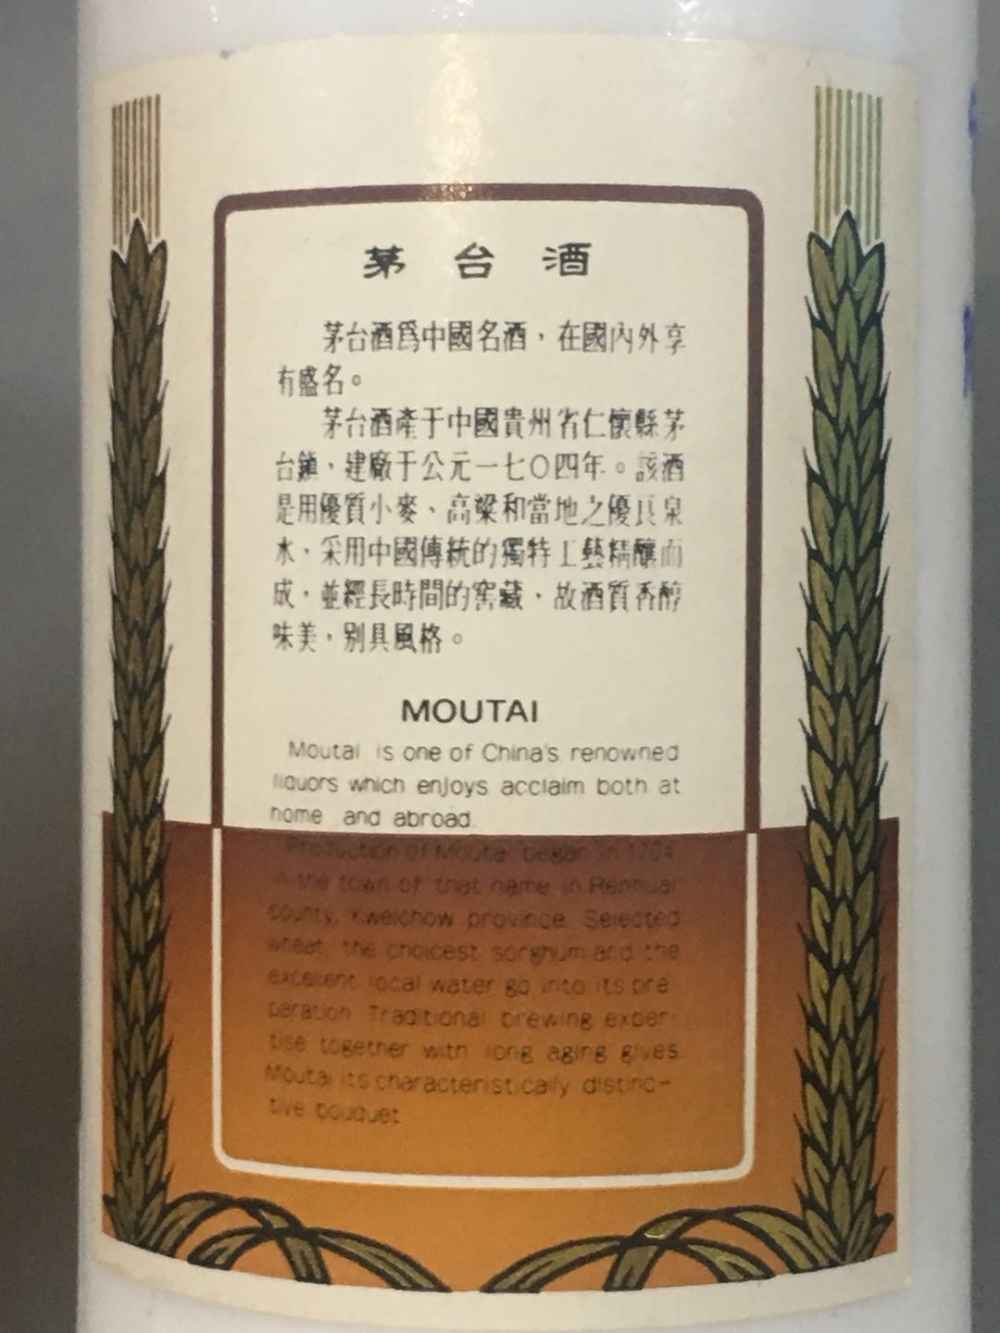 茅台酒
茅台酒爲中國名酒，在國內外享
有盛名。
茅台酒產于中國貴州省仁懷縣茅
台鎮，建廠于公元一七〇四年。該酒
是用優質小麥、高粱和當地之優良泉
水，采用中國傳統的獨特工藝精釀而
成，並經長時間的窖藏，故酒質香醇
味美，别具風格。
MOUTAI
Moutai is one of China's renowned
liquors which enjoys acclaim both at
home and abroad.
Production of Moutai began in 1704
in the town of that name in Renhuai
county, Kweichow province. Selected
wheat, the choicest sorghum and the
excellent local water go into its pre-
paration. Traditional brewing exper-
tise together with long aging gives
Moutai its characteristically distinc-
tive bouquet